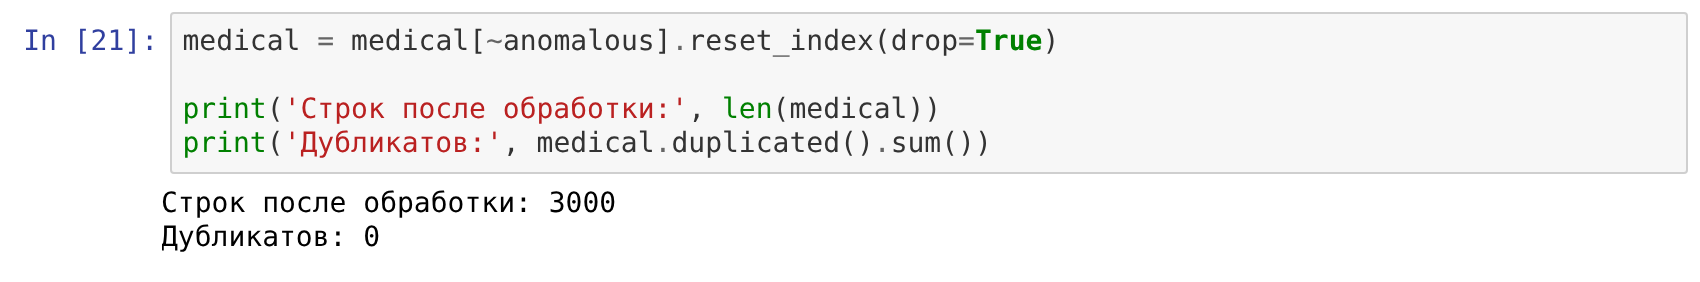 In [21]: medical = medical[~anomalous].reset_index(drop=True)
print('Строк после обработки:', len(medical))
print('Дубликатов:', medical.duplicated().sum())
Строк после обработки: 3000
Дубликатов: 0